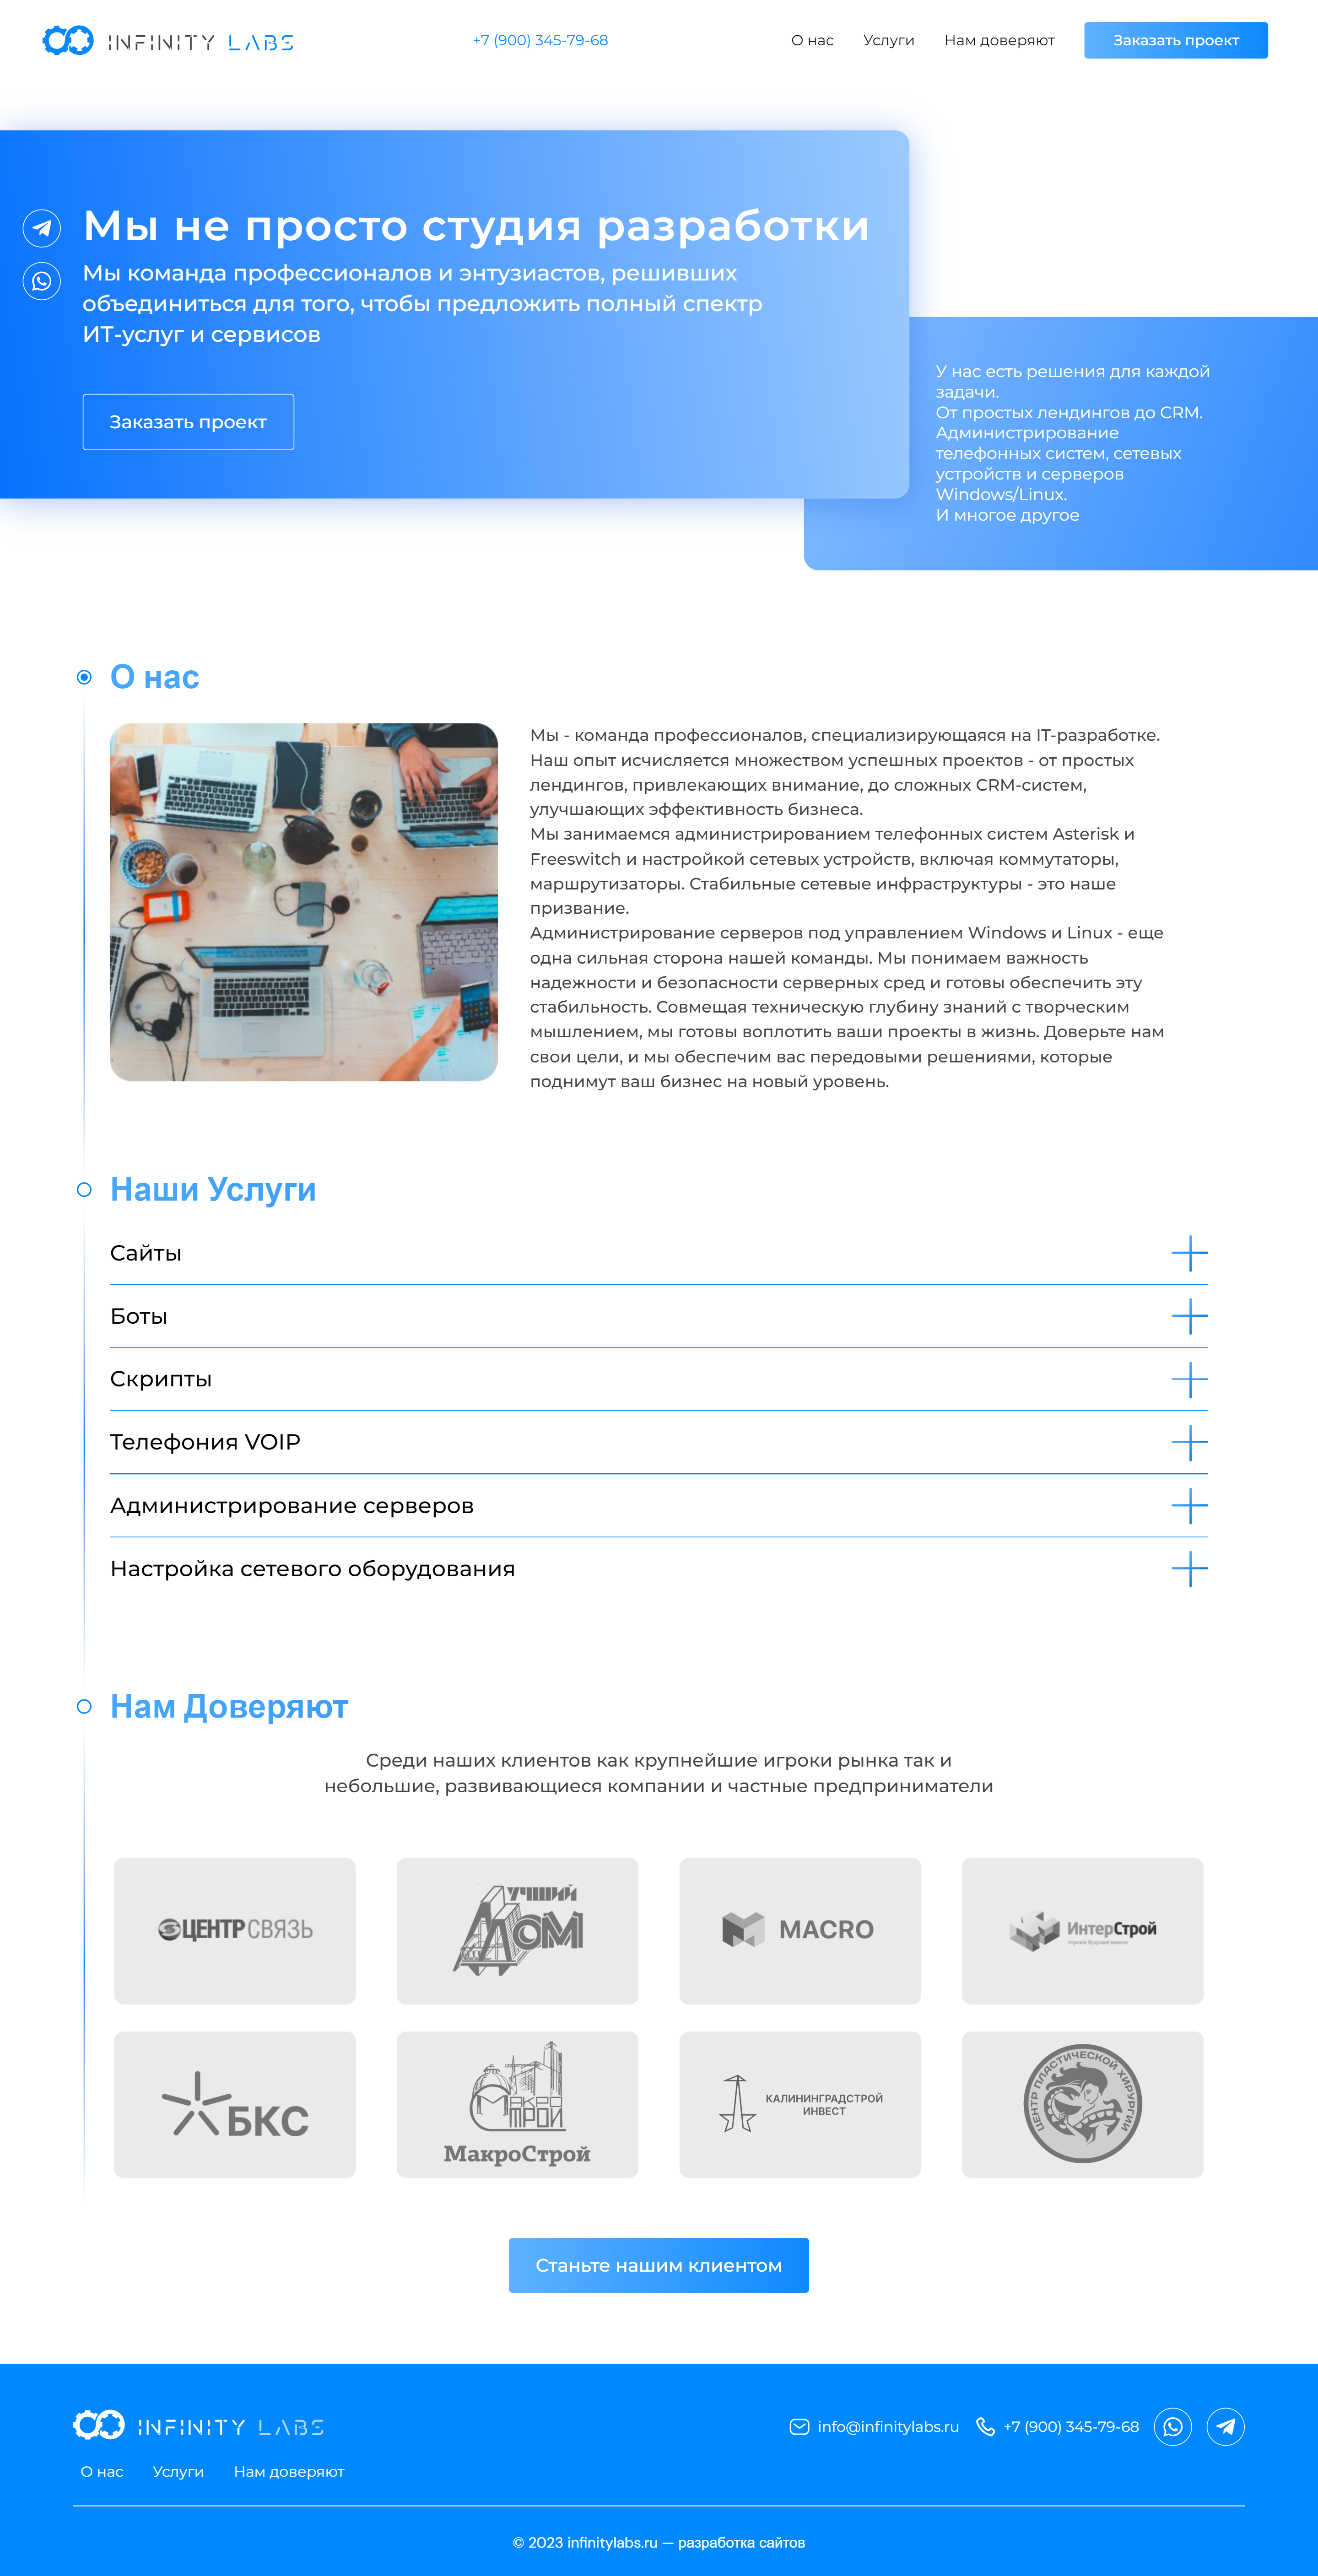 INFINITY LABS
+7 (900) 345-79-68
О нас
Услуги
Нам доверяют
Заказать проект
Мы не просто студия разработки
Мы команда профессионалов и энтузиастов, решивших
объединиться для того, чтобы предложить полный спектр
ИТ-услуг и сервисов
Заказать проект
У нас есть решения для каждой
задачи.
От простых лендингов до CRM.
Администрирование
телефонных систем, сетевых
устройств и серверов
Windows/Linux.
И многое другое
О нас
Мы - команда профессионалов, специализирующаяся на IT-разработке.
Наш опыт исчисляется множеством успешных проектов - от простых
лендингов, привлекающих внимание, до сложных CRM-систем,
улучшающих эффективность бизнеса.
Мы занимаемся администрированием телефонных систем Asterisk и
Freeswitch и настройкой сетевых устройств, включая коммутаторы,
маршрутизаторы. Стабильные сетевые инфраструктуры - это наше
призвание.
Администрирование серверов под управлением Windows и Linux - еще
одна сильная сторона нашей команды. Мы понимаем важность
надежности и безопасности серверных сред и готовы обеспечить эту
стабильность. Совмещая техническую глубину знаний с творческим
мышлением, мы готовы воплотить ваши проекты в жизнь. Доверьте нам
свои цели, и мы обеспечим вас передовыми решениями, которые
поднимут ваш бизнес на новый уровень.
Наши Услуги
Сайты
Боты
Скрипты
Телефония VOIP
Администрирование серверов
Настройка сетевого оборудования
Нам Доверяют
Среди наших клиентов как крупнейшие игроки рынка так и
небольшие, развивающиеся компании и частные предприниматели
ЦЕНТРСВЯЗЬ
УЧШИЙ
ДОМ
MACRO
ИнтерСтрой
БКС
Макро
трой
МакроСтрой
КАЛИНИНГРАДСТРОЙ
ИНВЕСТ
ЦЕНТР ПЛАСТИЧЕСКОЙ ХИРУРГИИ
Станьте нашим клиентом
INFINITY LABS
info@infinitylabs.ru
+7 (900) 345-79-68
О нас
Услуги
Нам доверяют
© 2023 infinitylabs.ru — разработка сайтов